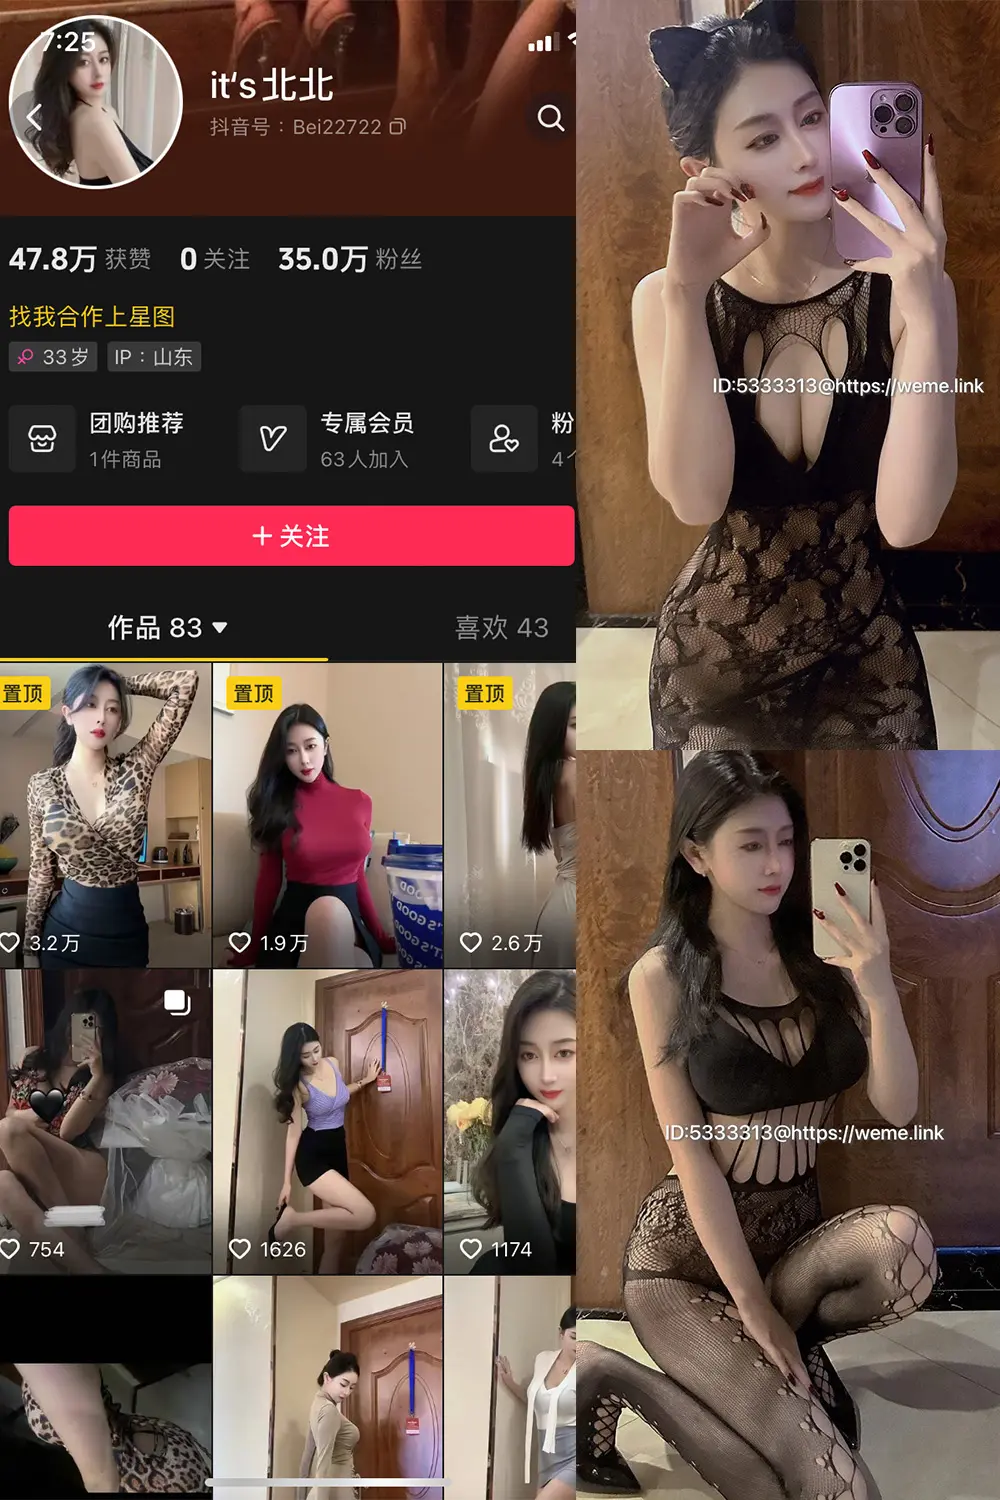 7:25
it's北北
抖音号：Bei22722
47.8万 获赞 0 关注 35.0万 粉丝
找我合作上星图
33岁 IP：山东
团购推荐 专属会员 粉
1件商品 63人加入 4个
+ 关注
作品 83 喜欢 43
置顶 置顶 置顶
3.2万 1.9万 2.6万
754 1626 1174
ID:5333313@https://weme.link
ID:5333313@https://weme.link